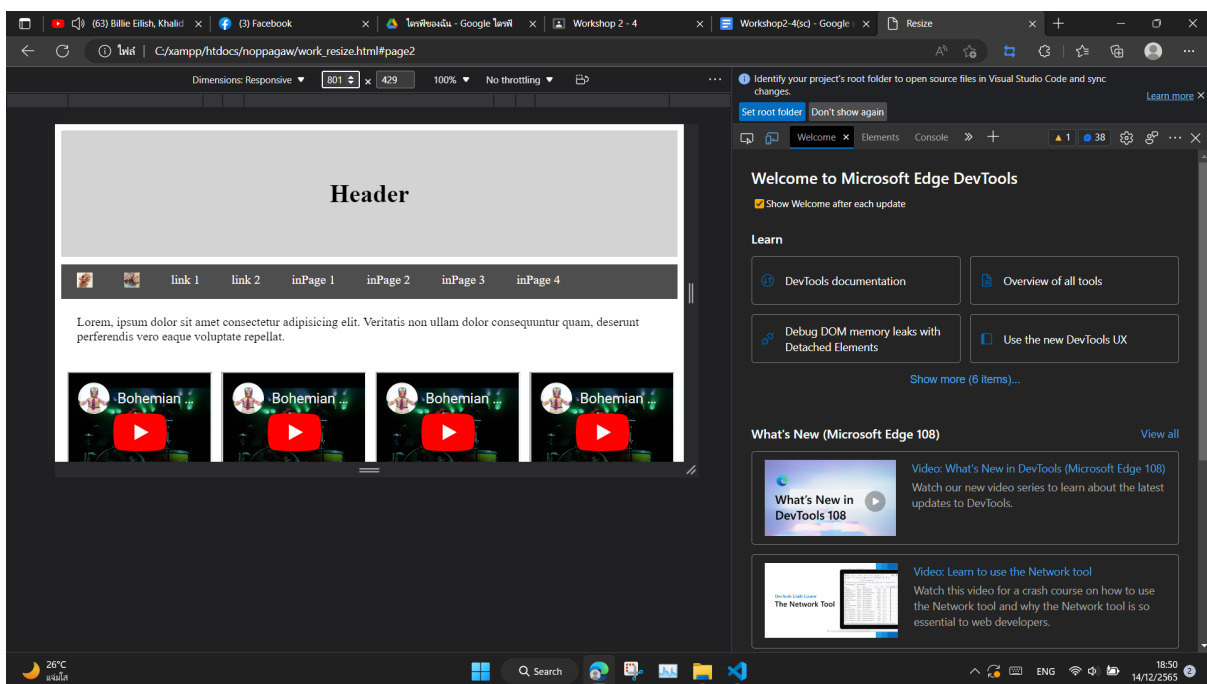 (63) Billie Eilish, Khalid
(3) Facebook
ไดรฟ์ของฉัน - Google ไดรฟ์
Workshop 2 - 4
Workshop2-4(sc) - Google
Resize
ไฟล์ C:/xampp/htdocs/noppagaw/work_resize.html#page2
Dimensions: Responsive ▼ 801 x 429 100% ▼ No throttling ▼
Identify your project's root folder to open source files in Visual Studio Code and sync
changes.
Learn more
Set root folder Don't show again
Welcome Elements Console 1 38
Header
link 1 link 2 inPage 1 inPage 2 inPage 3 inPage 4
Lorem, ipsum dolor sit amet consectetur adipisicing elit. Veritatis non ullam dolor consequuntur quam, deserunt
perferendis vero eaque voluptate repellat.
Bohemian ... Bohemian ... Bohemian ... Bohemian ...
Welcome to Microsoft Edge DevTools
Show Welcome after each update
Learn
DevTools documentation
Overview of all tools
Debug DOM memory leaks with
Detached Elements
Use the new DevTools UX
Show more (6 items)...
What's New (Microsoft Edge 108)
View all
What's New in
DevTools 108
Video: What's New in DevTools (Microsoft Edge 108)
Watch our new video series to learn about the latest
updates to DevTools.
DevTools Crash Course
The Network Tool
Video: Learn to use the Network tool
Watch this video for a crash course on how to use
the Network tool and why the Network tool is so
essential to web developers.
26°C
แจ่มใส
Search
ENG
18:50
14/12/2565
2